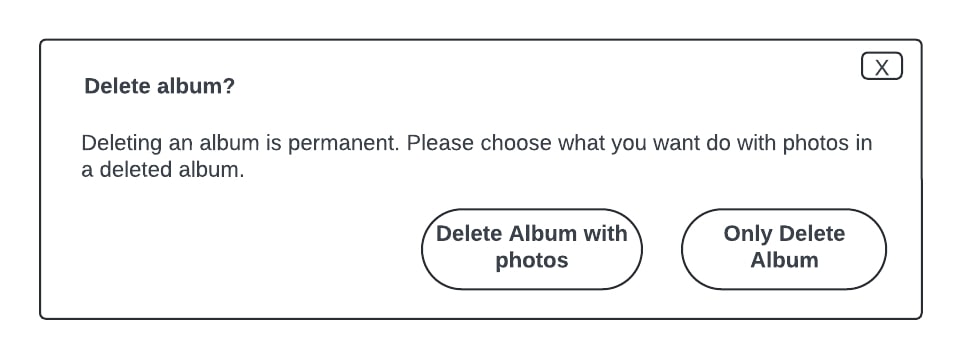 X
Delete album?
Deleting an album is permanent. Please choose what you want do with photos in
a deleted album.
Delete Album with
photos
Only Delete
Album